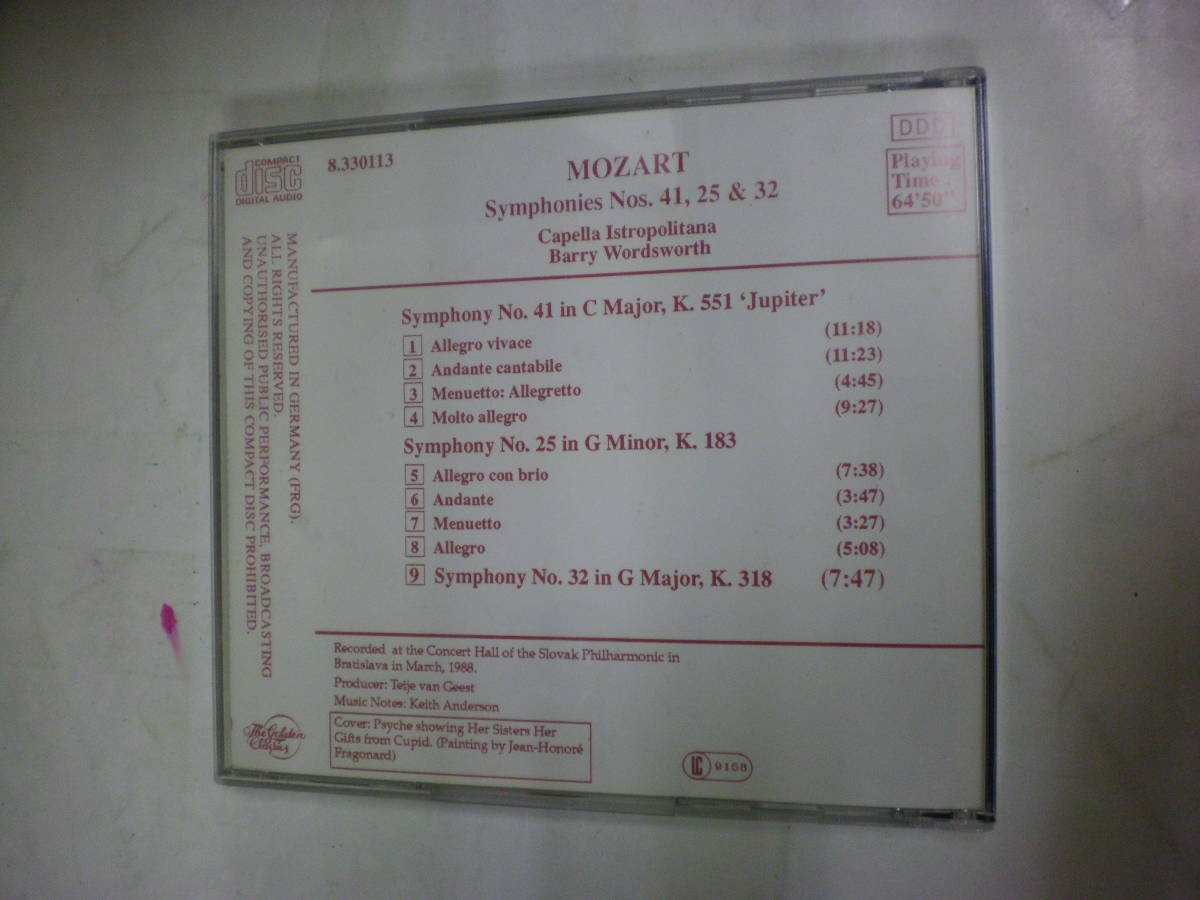 COMPACT
disc
DIGITAL AUDIO
8.330113
MOZART
Symphonies Nos. 41, 25 & 32
Capella Istropolitana
Barry Wordsworth
DDD
Playing
Time
64'50"
MANUFACTURED IN GERMANY (FRG).
ALL RIGHTS RESERVED.
UNAUTHORISED PUBLIC PERFORMANCE, BROADCASTING
AND COPYING OF THIS COMPACT DISC PROHIBITED.
Symphony No. 41 in C Major, K. 551 ‘Jupiter’
1 Allegro vivace (11:18)
2 Andante cantabile (11:23)
3 Menuetto: Allegretto (4:45)
4 Molto allegro (9:27)
Symphony No. 25 in G Minor, K. 183
5 Allegro con brio (7:38)
6 Andante (3:47)
7 Menuetto (3:27)
8 Allegro (5:08)
9 Symphony No. 32 in G Major, K. 318 (7:47)
Recorded at the Concert Hall of the Slovak Philharmonic in
Bratislava in March, 1988.
Producer: Teije van Geest
Music Notes: Keith Anderson
Cover: Psyche showing Her Sisters Her
Gifts from Cupid. (Painting by Jean-Honoré
Fragonard)
The Golden
LC 9158